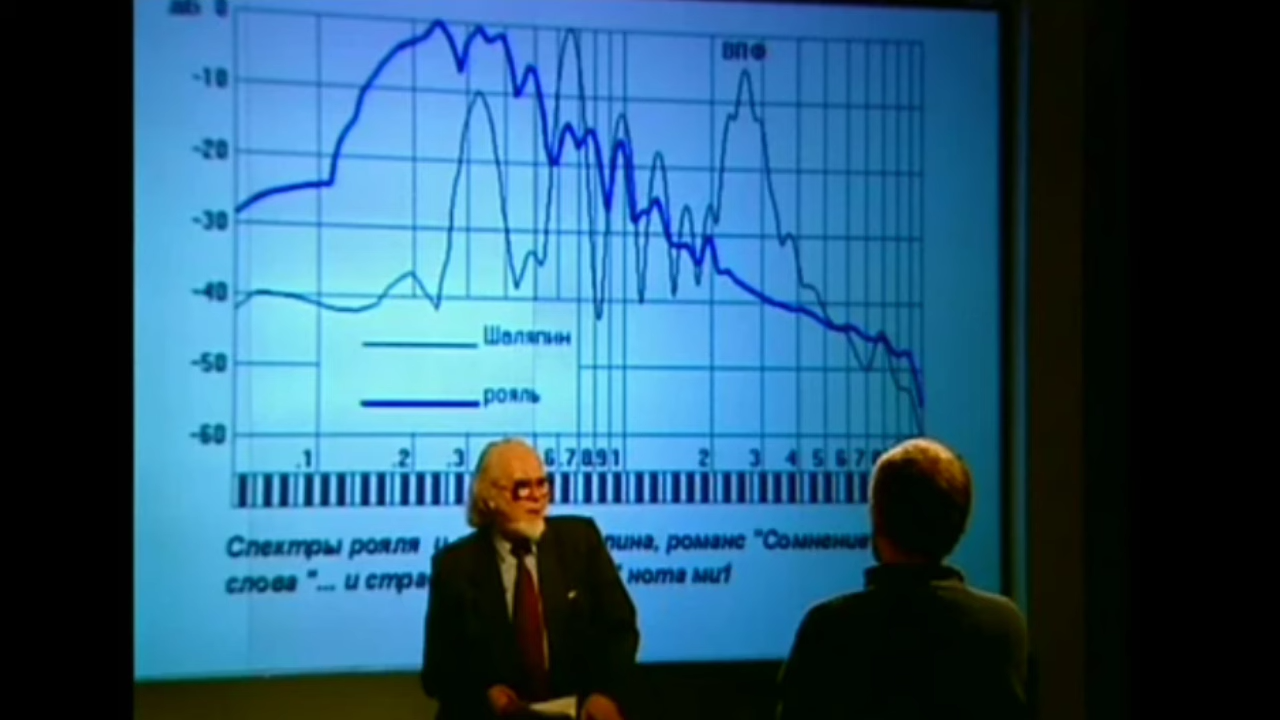 дБ 0
ВПФ
-10
-20
-30
-40
Шаляпин
-50
рояль
-60
.1 .2 .3 6 .7 .8 .9 1 2 3 4 5 6 7
Спектры рояля пина, романс "Сомнение"
слова "... и стра нота ми1